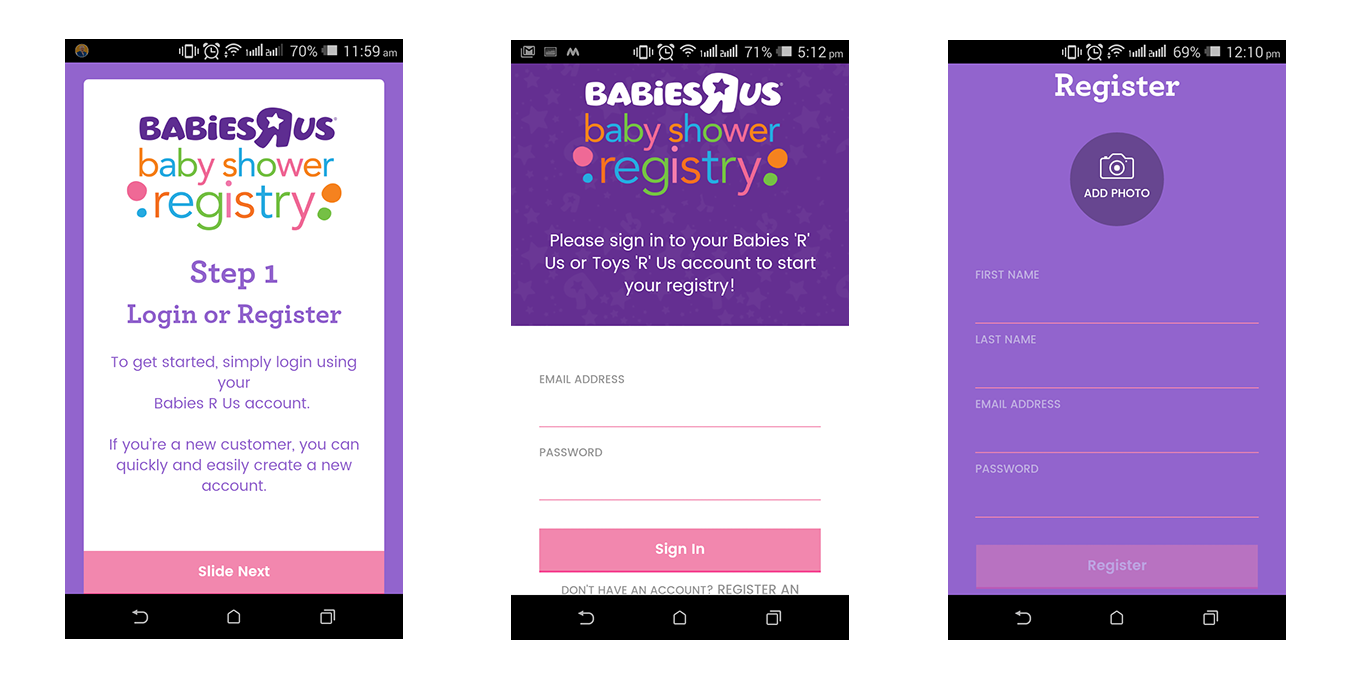 70% 11:59 am
BABiESRUS
baby shower
registry
Step 1
Login or Register
To get started, simply login using
your
Babies R Us account.
If you're a new customer, you can
quickly and easily create a new
account.
Slide Next
71% 5:12 pm
BABiESRUS
baby shower
registry
Please sign in to your Babies 'R'
Us or Toys 'R' Us account to start
your registry!
EMAIL ADDRESS
PASSWORD
Sign In
DON'T HAVE AN ACCOUNT? REGISTER AN
69% 12:10 pm
Register
ADD PHOTO
FIRST NAME
LAST NAME
EMAIL ADDRESS
PASSWORD
Register